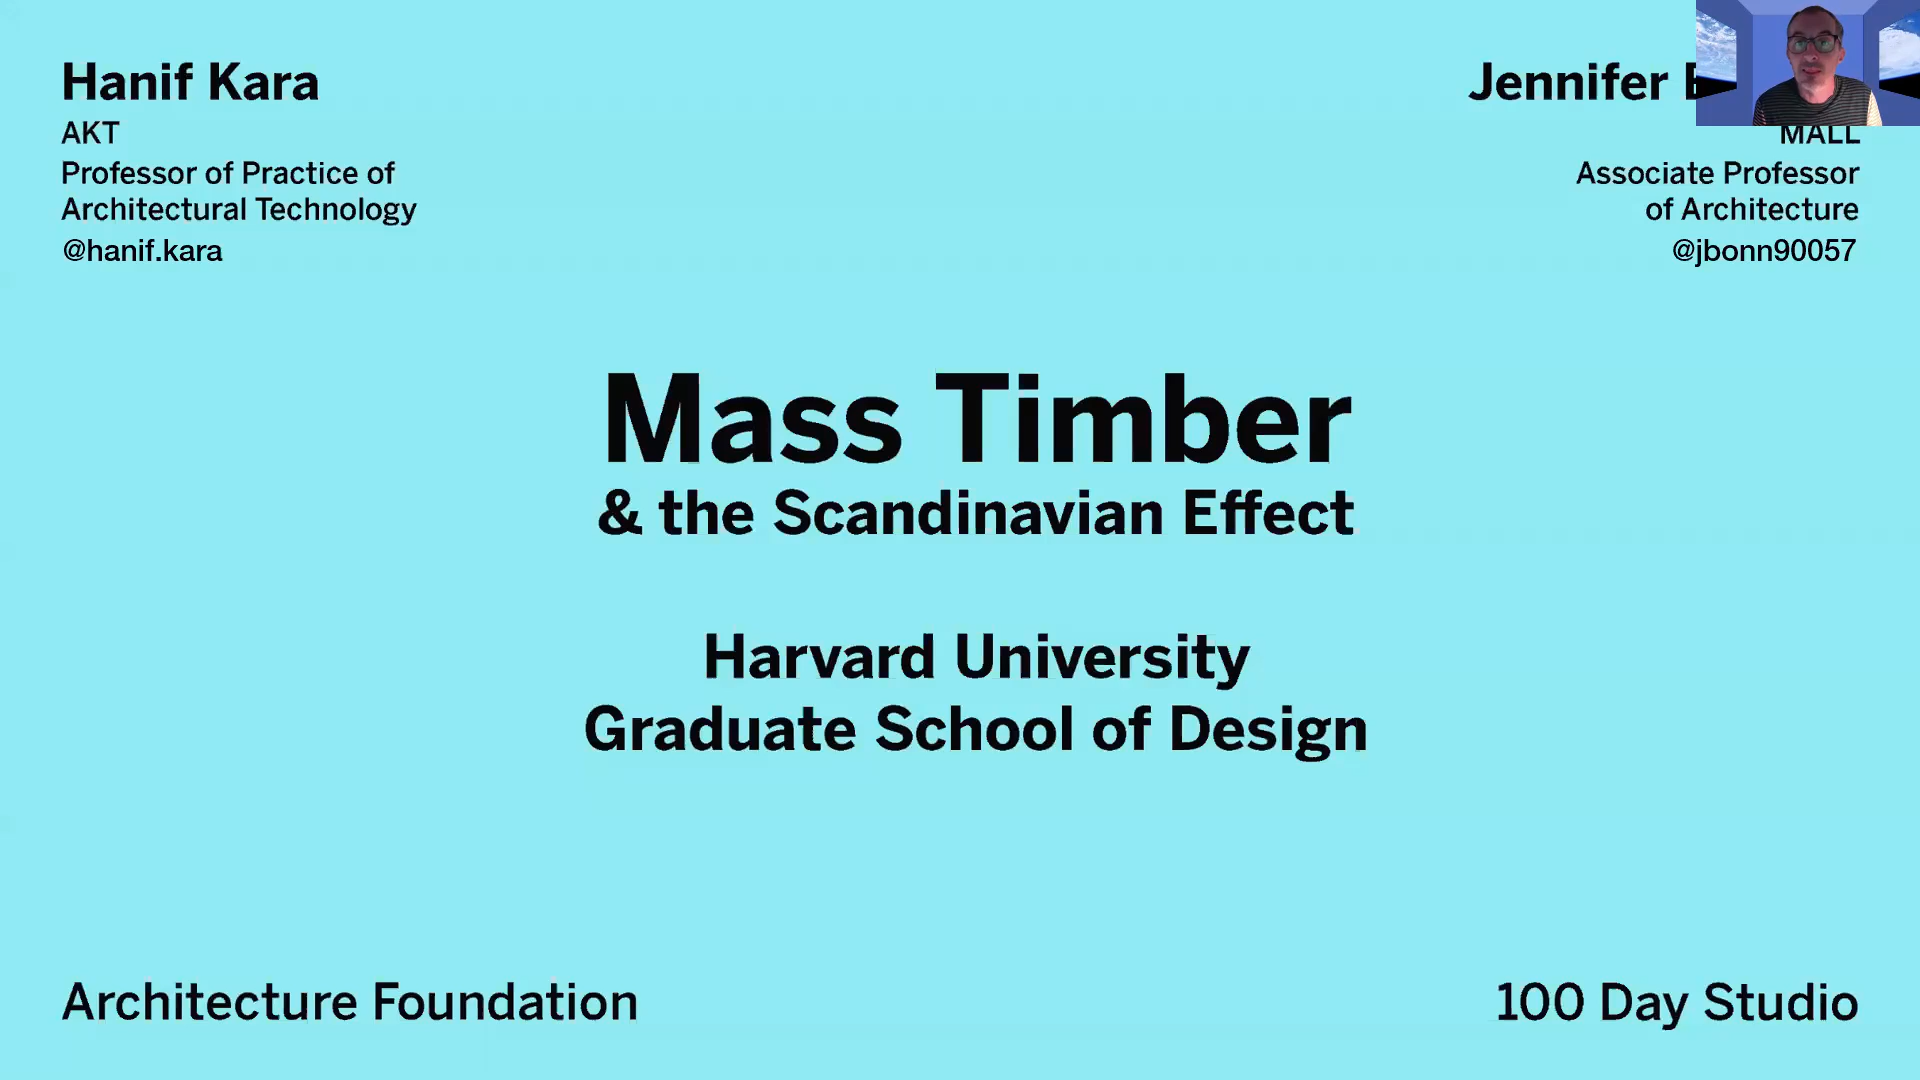 Hanif Kara
AKT
Professor of Practice of
Architectural Technology
@hanif.kara
Jennifer
MALL
Associate Professor
of Architecture
@jbonn90057
Mass Timber
& the Scandinavian Effect
Harvard University
Graduate School of Design
Architecture Foundation
100 Day Studio